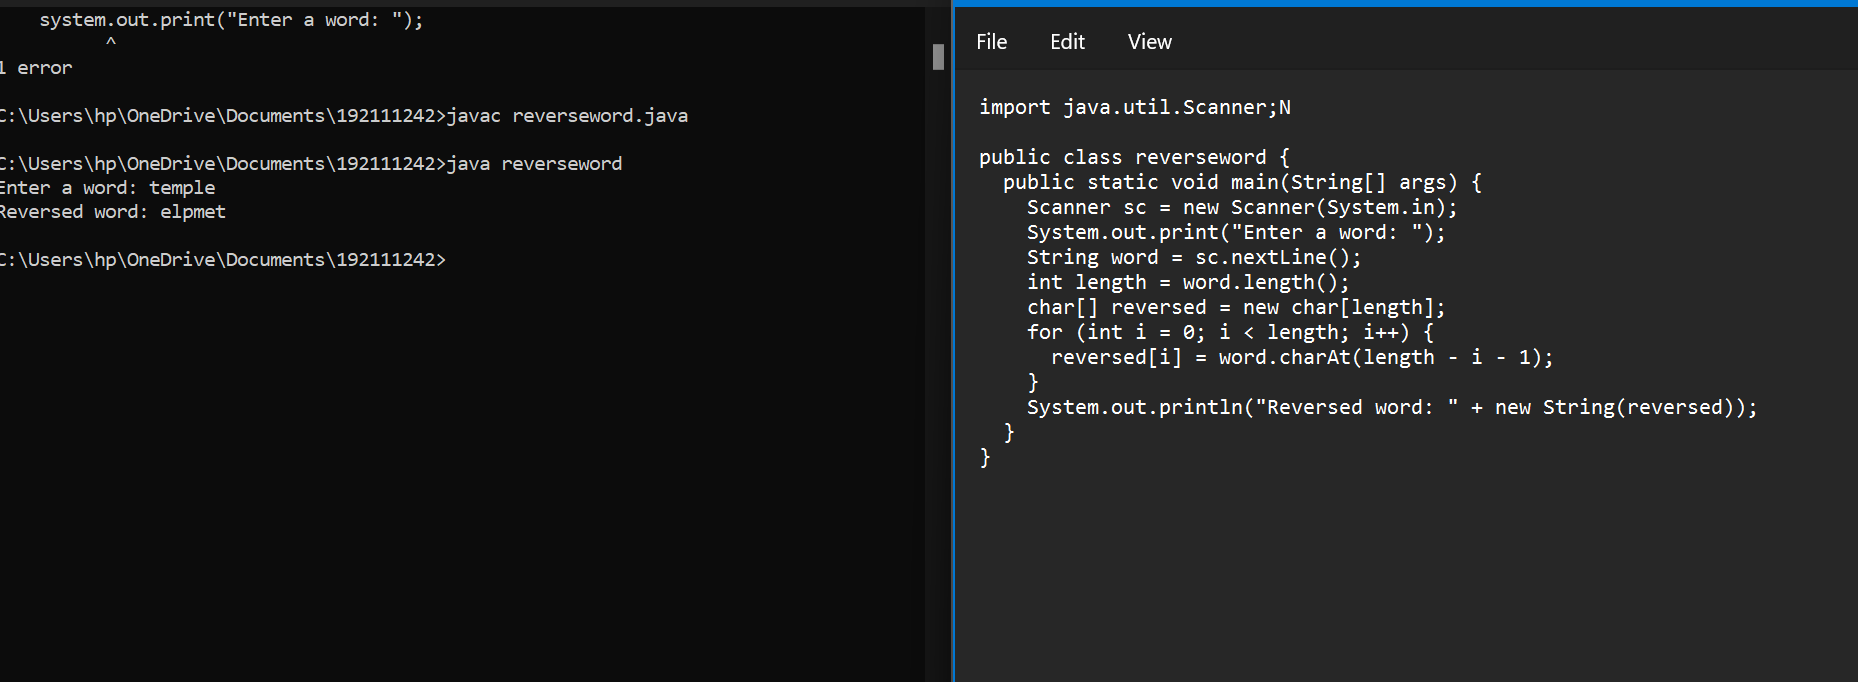 system.out.print("Enter a word: ");
^
1 error
C:\Users\hp\OneDrive\Documents\192111242>javac reverseword.java
C:\Users\hp\OneDrive\Documents\192111242>java reverseword
Enter a word: temple
Reversed word: elpmet
C:\Users\hp\OneDrive\Documents\192111242>
File Edit View
import java.util.Scanner;N
public class reverseword {
public static void main(String[] args) {
Scanner sc = new Scanner(System.in);
System.out.print("Enter a word: ");
String word = sc.nextLine();
int length = word.length();
char[] reversed = new char[length];
for (int i = 0; i < length; i++) {
reversed[i] = word.charAt(length - i - 1);
}
System.out.println("Reversed word: " + new String(reversed));
}
}